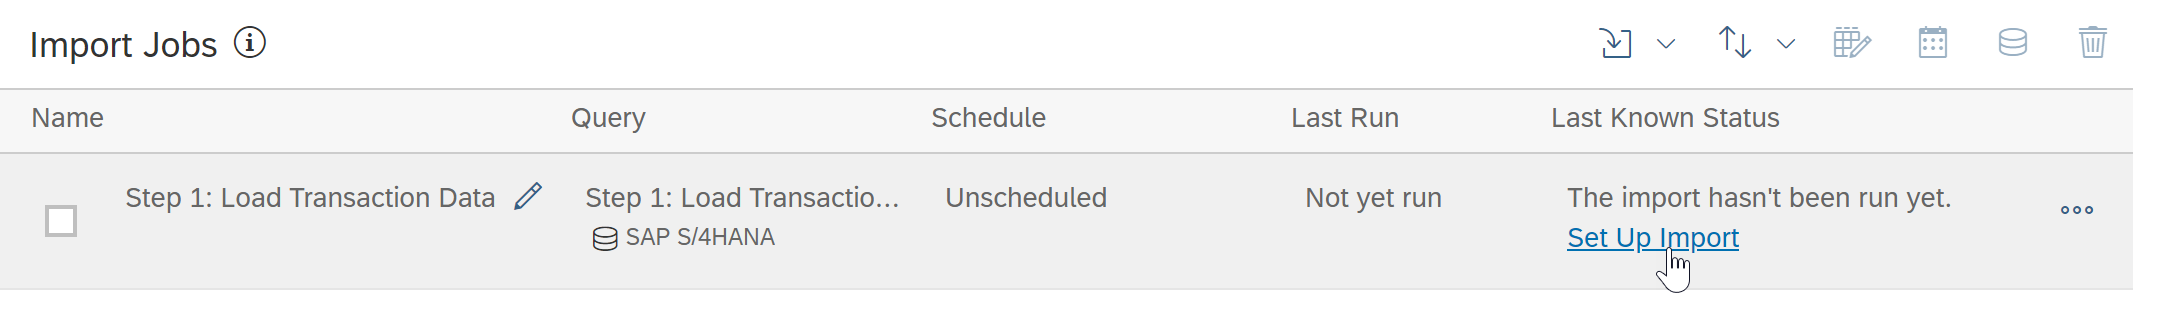 Import Jobs
Name Query Schedule Last Run Last Known Status
Step 1: Load Transaction Data Step 1: Load Transactio... Unscheduled Not yet run The import hasn't been run yet.
SAP S/4HANA Set Up Import